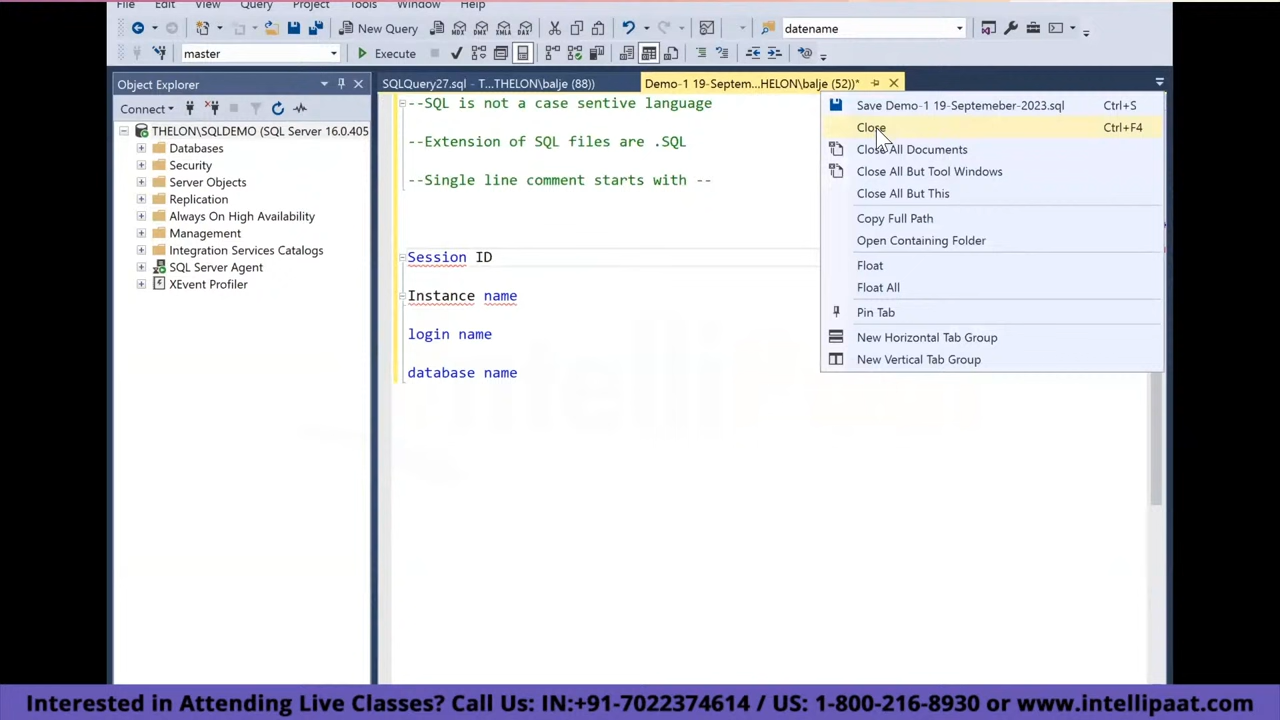 Edit View Query Project Tools Window Help
New Query MDX DMX XMLA DAX datename
master Execute
Object Explorer
Connect
THELON\SQLDEMO (SQL Server 16.0.405
Databases
Security
Server Objects
Replication
Always On High Availability
Management
Integration Services Catalogs
SQL Server Agent
XEvent Profiler
SQLQuery27.sql - T...THELON\balje (88))
Demo-1 19-Septem...HELON\balje (52))*
--SQL is not a case sentive language
--Extension of SQL files are .SQL
--Single line comment starts with --
Session ID
Instance name
login name
database name
Save Demo-1 19-Septemeber-2023.sql Ctrl+S
Close Ctrl+F4
Close All Documents
Close All But Tool Windows
Close All But This
Copy Full Path
Open Containing Folder
Float
Float All
Pin Tab
New Horizontal Tab Group
New Vertical Tab Group
Interested in Attending Live Classes? Call Us: IN:+91-7022374614 / US: 1-800-216-8930 or www.intellipaat.com